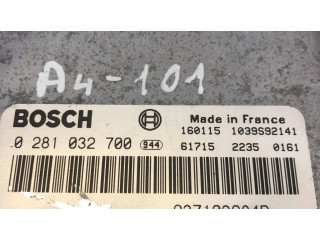 A4-101
BOSCH
Made in France
160115 1039S92141
0 281 032 700 944
61715 2235 0161